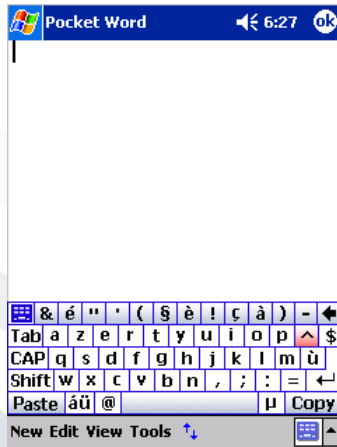 Pocket Word 6:27 ok
& é " ' ( § è ! ç à ) -
Tab a z e r t y u i o p ^ $
CAP q s d f g h j k l m ù
Shift w x c v b n , ; : =
Paste áü @ µ Copy
New Edit View Tools